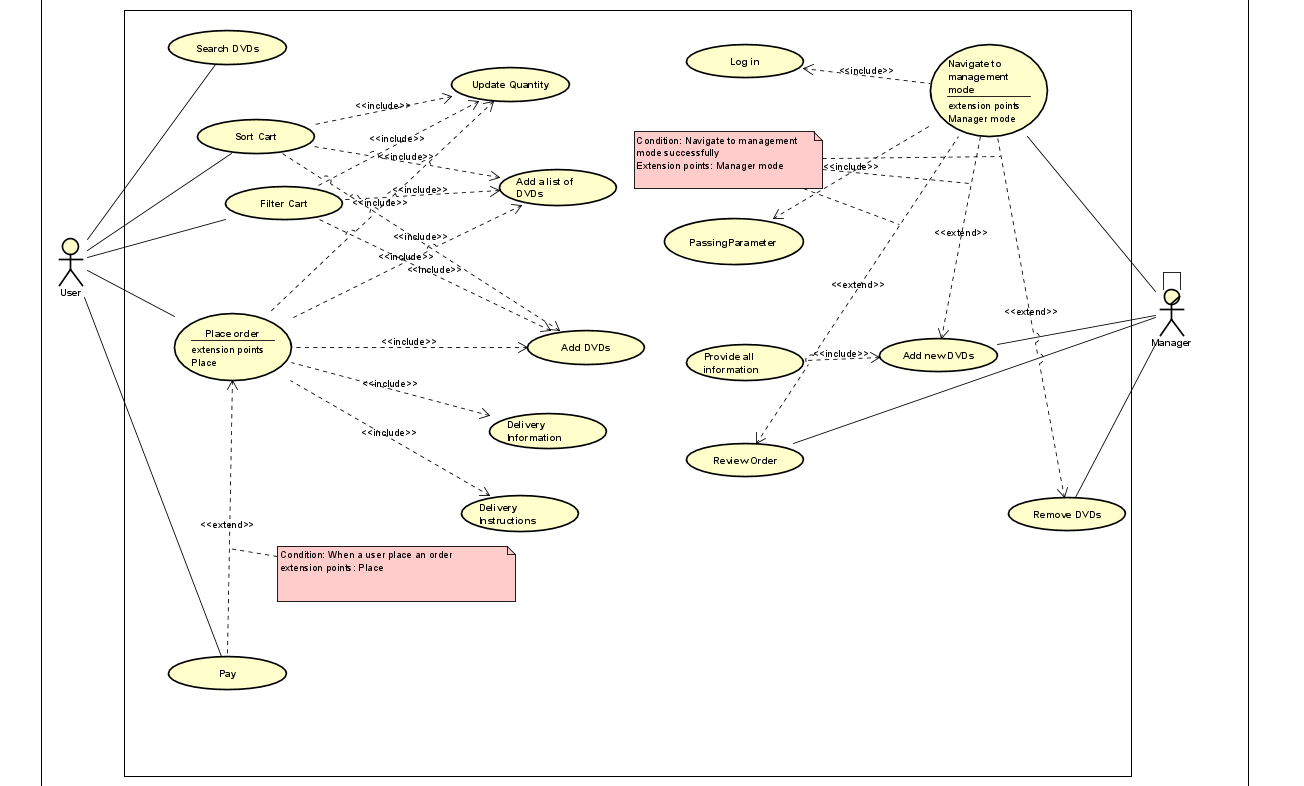 Search DVDs
Log in
Navigate to
management
mode
extension points
Manager mode
<<include>>
Update Quantity
<<include>>
Sort Cart
<<include>>
<<include>>
Condition: Navigate to management
mode successfully
Extension points: Manager mode
<<include>>
Add a list of
DVDs
<<include>>
Filter Cart
<<include>>
<<include>>
<<include>>
<<include>>
PassingParameter
<<extend>>
<<extend>>
<<extend>>
User
Manager
Place order
extension points
Place
<<include>>
Add DVDs
Provide all
information
<<include>>
Add new DVDs
<<include>>
Delivery
Information
<<include>>
Review Order
Delivery
Instructions
Remove DVDs
<<extend>>
Condition: When a user place an order
extension points: Place
Pay